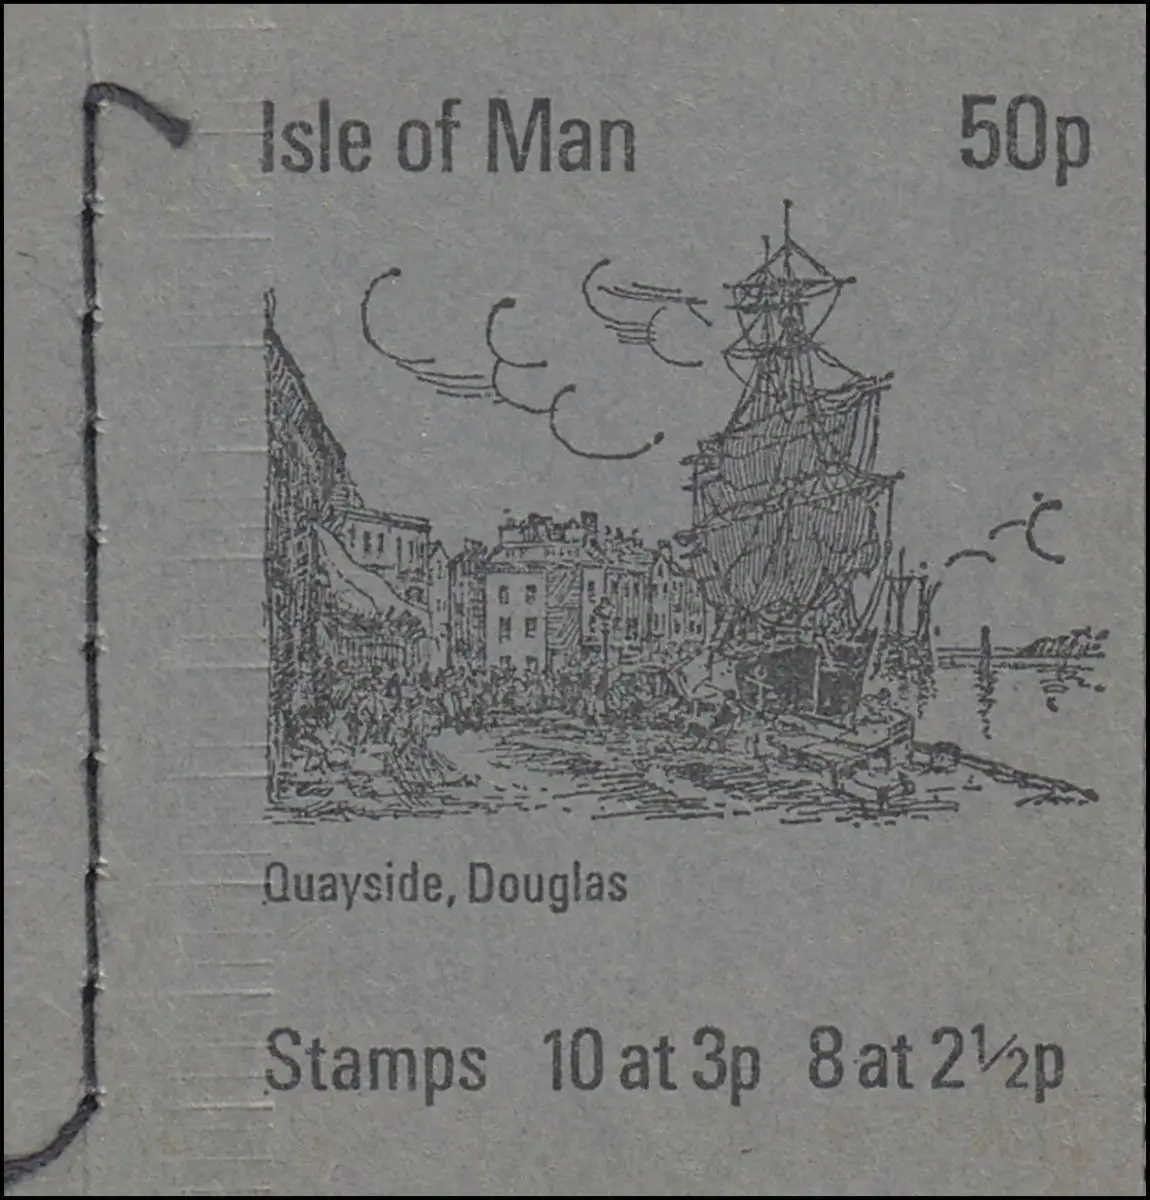 Isle of Man 50p
Quayside, Douglas
Stamps 10 at 3p 8 at 2½p